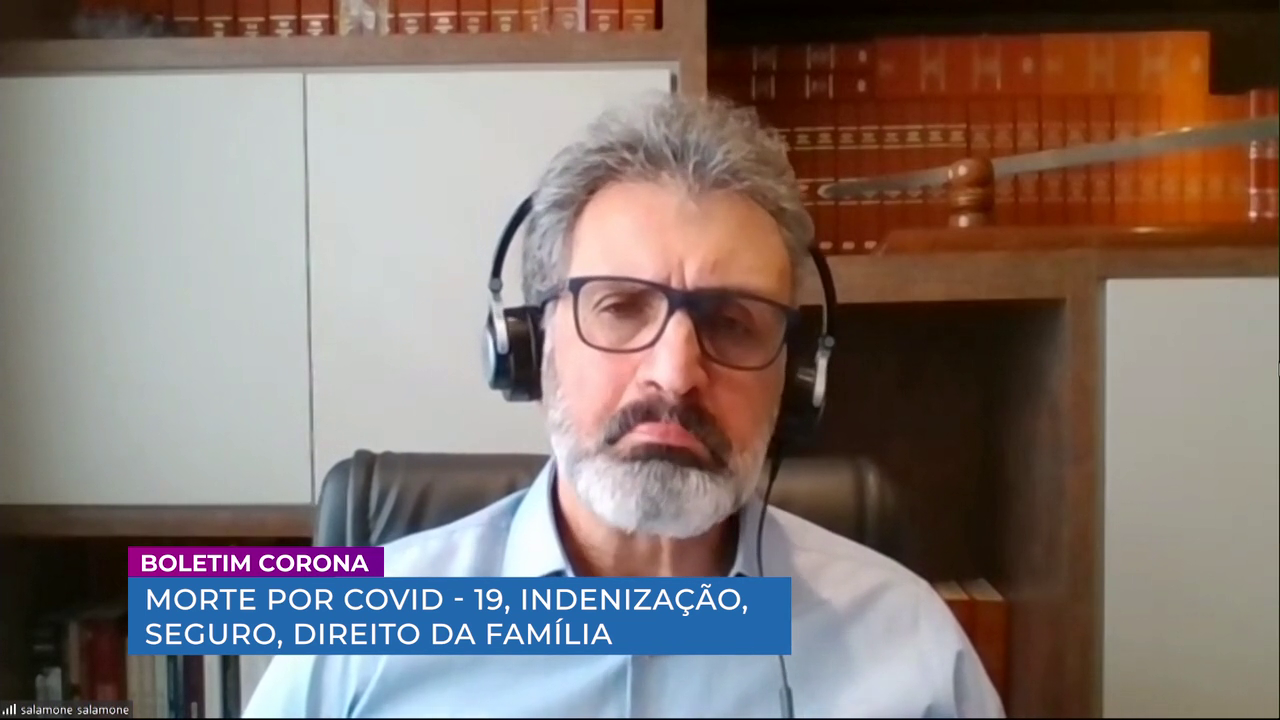 BOLETIM CORONA
MORTE POR COVID - 19, INDENIZAÇÃO,
SEGURO, DIREITO DA FAMÍLIA
salamone salamone